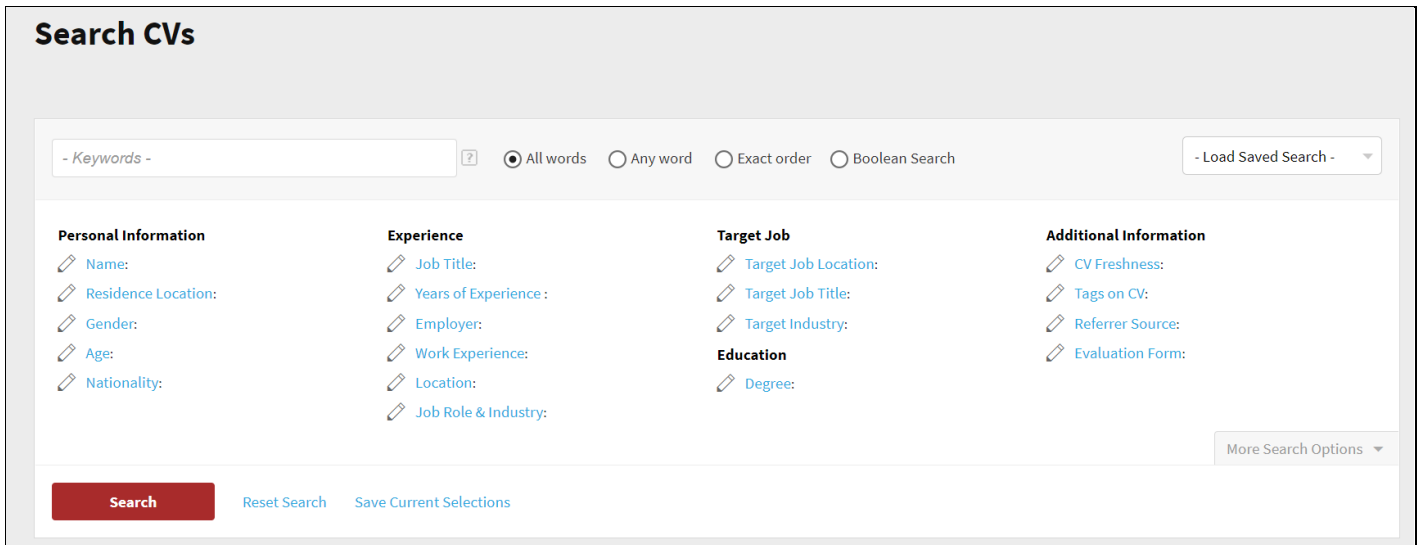 Search CVs
- Keywords -
?
All words
Any word
Exact order
Boolean Search
- Load Saved Search -
Personal Information
Name:
Residence Location:
Gender:
Age:
Nationality:
Experience
Job Title:
Years of Experience :
Employer:
Work Experience:
Location:
Job Role & Industry:
Target Job
Target Job Location:
Target Job Title:
Target Industry:
Education
Degree:
Additional Information
CV Freshness:
Tags on CV:
Referrer Source:
Evaluation Form:
More Search Options
Search
Reset Search
Save Current Selections